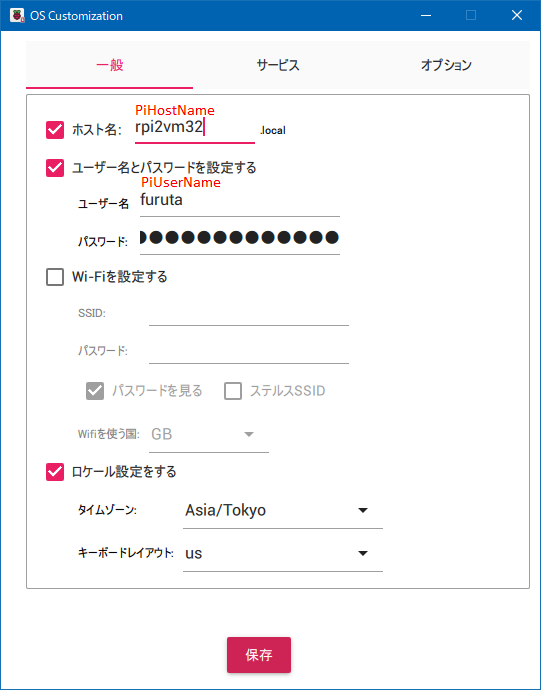 OS Customization
一般 サービス オプション
PiHostName
ホスト名: rpi2vm32 .local
ユーザー名とパスワードを設定する
PiUserName
ユーザー名 furuta
パスワード: ●●●●●●●●●●●●●●
Wi-Fiを設定する
SSID:
パスワード:
パスワードを見る ステルスSSID
Wifiを使う国: GB
ロケール設定をする
タイムゾーン: Asia/Tokyo
キーボードレイアウト: us
保存